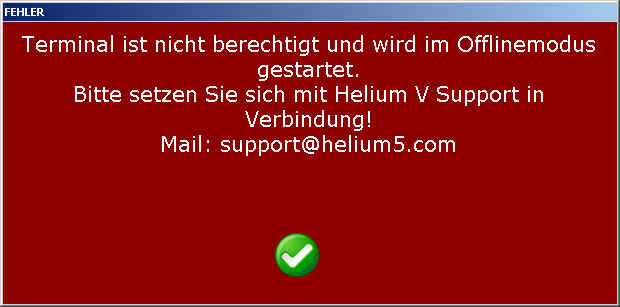 FEHLER
Terminal ist nicht berechtigt und wird im Offlinemodus
gestartet.
Bitte setzen Sie sich mit Helium V Support in
Verbindung!
Mail: support@helium5.com